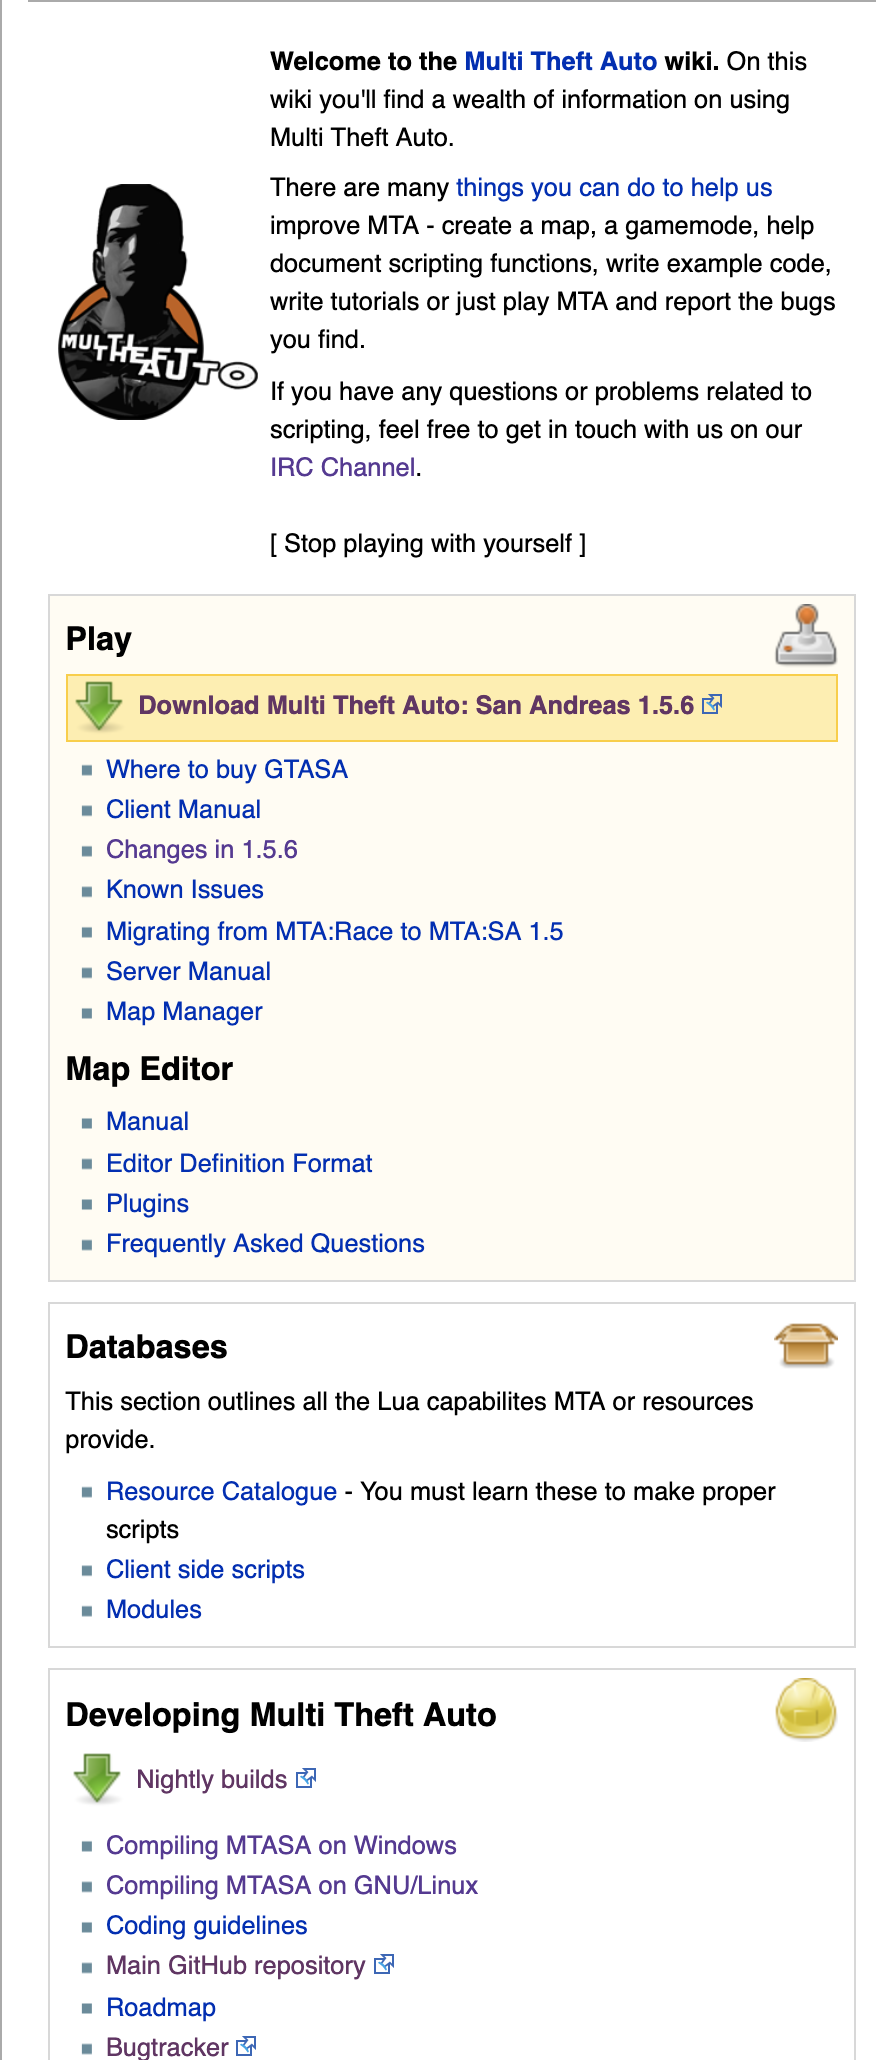 Welcome to the Multi Theft Auto wiki. On this
wiki you'll find a wealth of information on using
Multi Theft Auto.
There are many things you can do to help us
improve MTA - create a map, a gamemode, help
document scripting functions, write example code,
write tutorials or just play MTA and report the bugs
you find.
MULTI
THEFT
AUTO
If you have any questions or problems related to
scripting, feel free to get in touch with us on our
IRC Channel.
[ Stop playing with yourself ]
Play
Download Multi Theft Auto: San Andreas 1.5.6
Where to buy GTASA
Client Manual
Changes in 1.5.6
Known Issues
Migrating from MTA:Race to MTA:SA 1.5
Server Manual
Map Manager
Map Editor
Manual
Editor Definition Format
Plugins
Frequently Asked Questions
Databases
This section outlines all the Lua capabilites MTA or resources
provide.
Resource Catalogue - You must learn these to make proper
scripts
Client side scripts
Modules
Developing Multi Theft Auto
Nightly builds
Compiling MTASA on Windows
Compiling MTASA on GNU/Linux
Coding guidelines
Main GitHub repository
Roadmap
Bugtracker